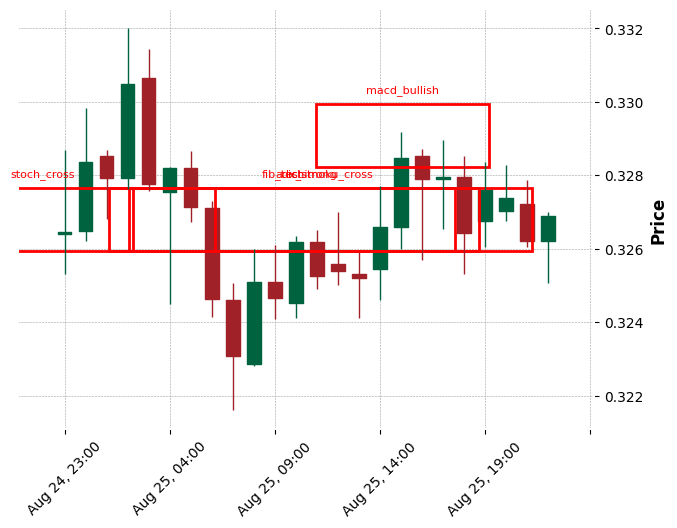 0.332
0.330
macd_bullish
0.328
stoch_cross
0.326
Price
0.324
0.322
Aug 24, 23:00
Aug 25, 04:00
Aug 25, 09:00
Aug 25, 14:00
Aug 25, 19:00